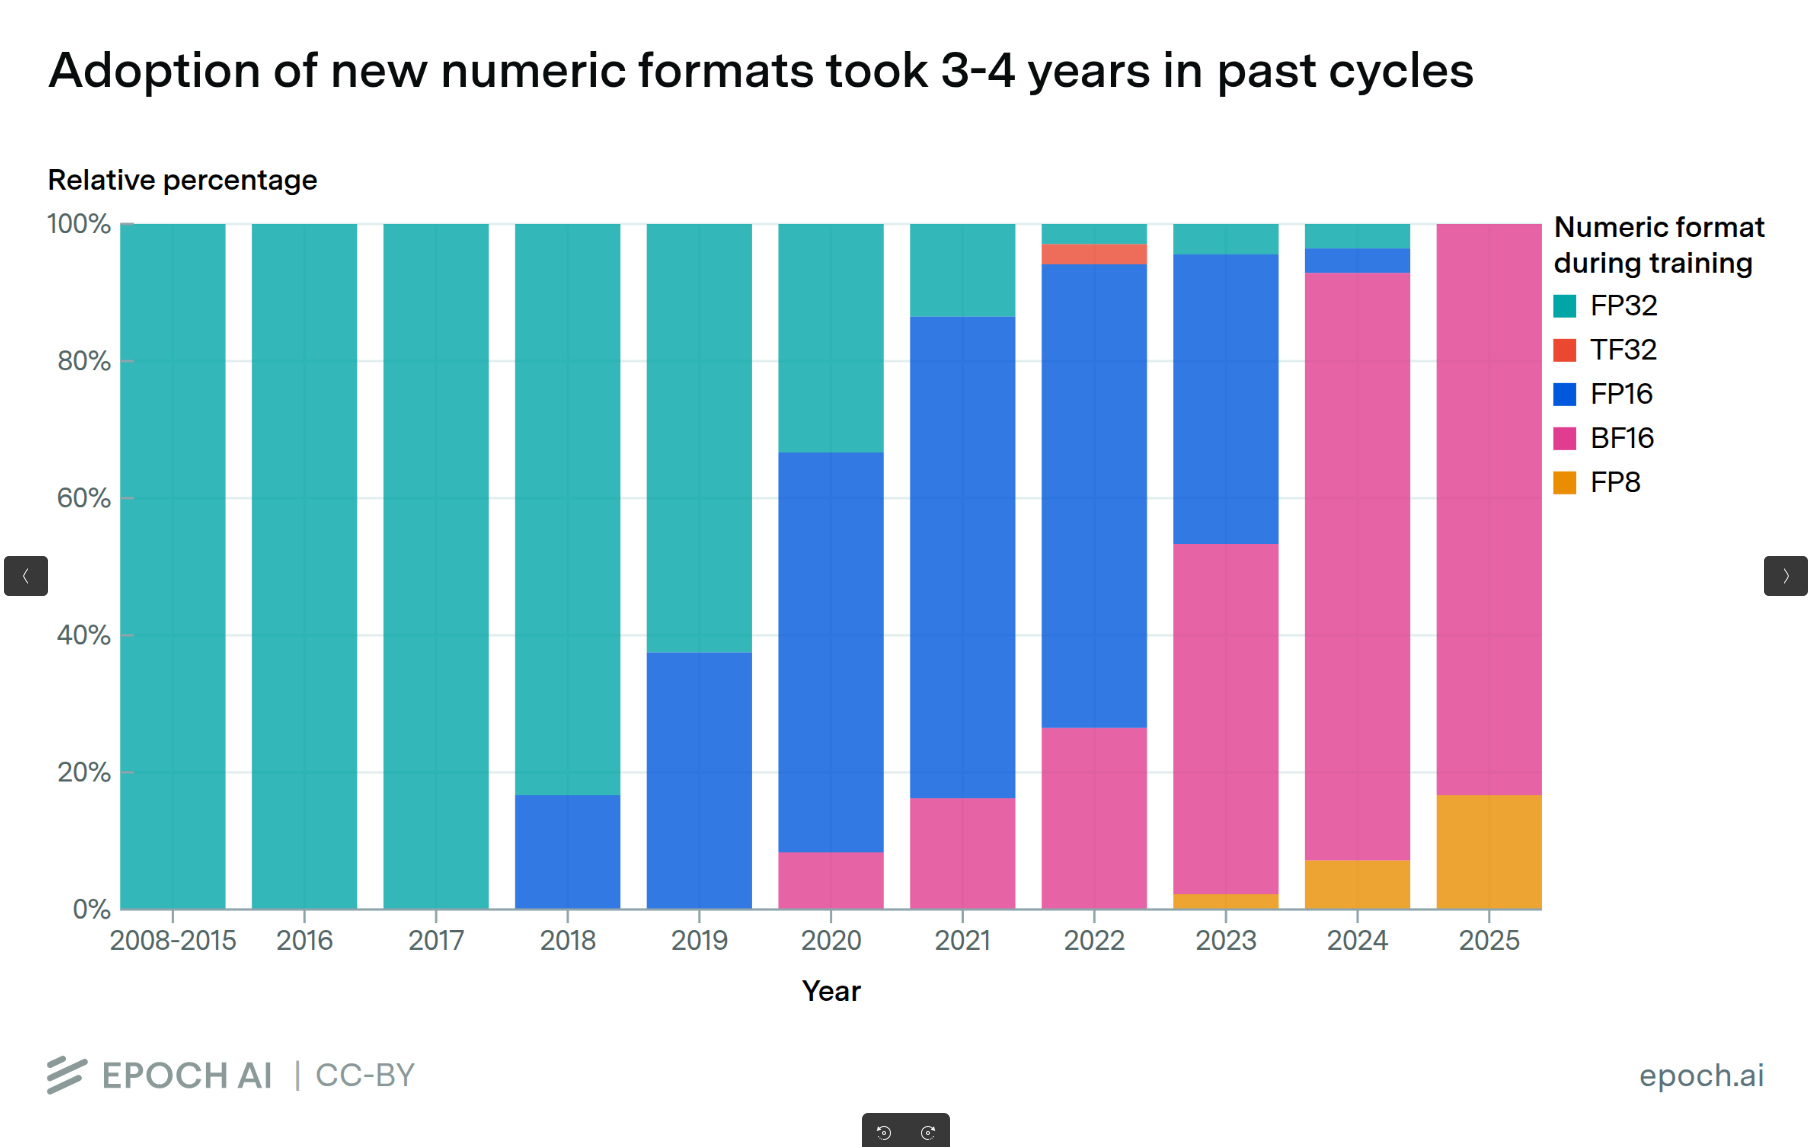 Adoption of new numeric formats took 3-4 years in past cycles
Relative percentage
100%
80%
60%
40%
20%
0%
2008-2015 2016 2017 2018 2019 2020 2021 2022 2023 2024 2025
Year
Numeric format
during training
FP32
TF32
FP16
BF16
FP8
EPOCH AI | CC-BY
epoch.ai